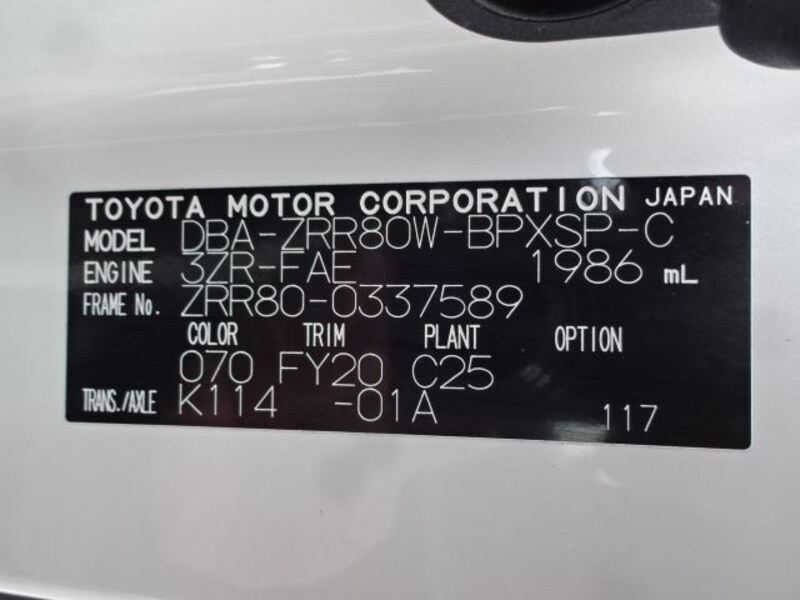 TOYOTA MOTOR CORPORATION JAPAN
MODEL DBA-ZRR80W-BPXSP-C
ENGINE 3ZR-FAE 1986 mL
FRAME No. ZRR80-0337589
COLOR TRIM PLANT OPTION
070 FY20 C25
TRANS./AXLE K114 -01A 117